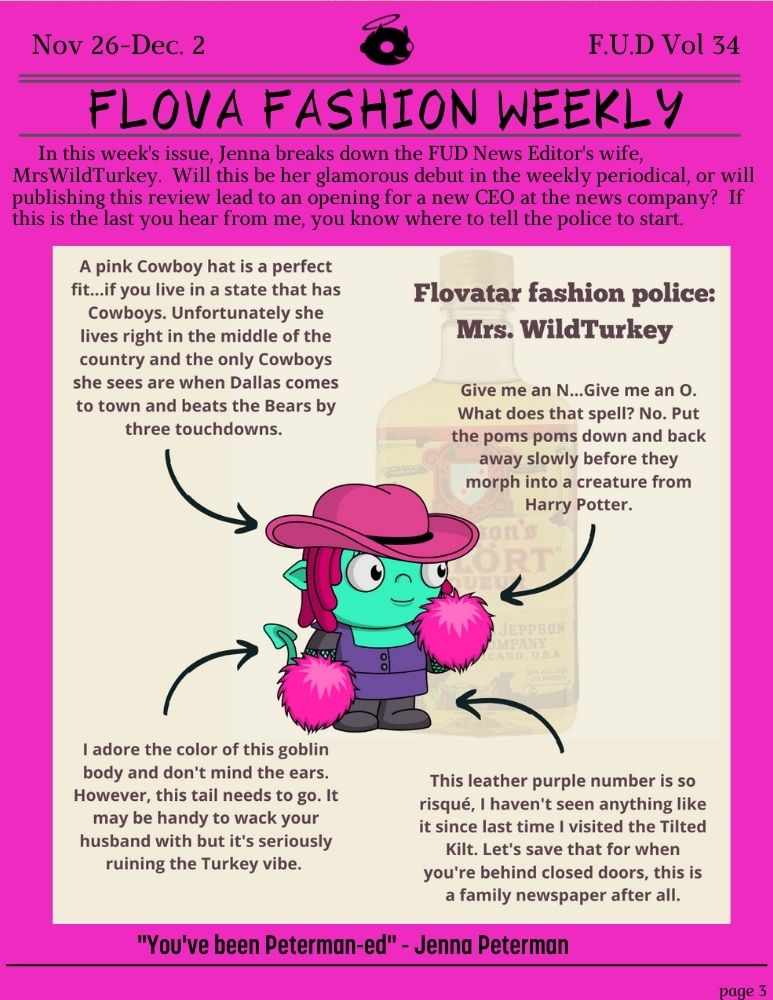 Nov 26-Dec. 2
F.U.D Vol 34
FLOVA FASHION WEEKLY
In this week's issue, Jenna breaks down the FUD News Editor's wife,
MrsWildTurkey. Will this be her glamorous debut in the weekly periodical, or will
publishing this review lead to an opening for a new CEO at the news company? If
this is the last you hear from me, you know where to tell the police to start.
A pink Cowboy hat is a perfect
fit...if you live in a state that has
Cowboys. Unfortunately she
lives right in the middle of the
country and the only Cowboys
she sees are when Dallas comes
to town and beats the Bears by
three touchdowns.
Flovatar fashion police:
Mrs. WildTurkey
Give me an N...Give me an O.
What does that spell? No. Put
the poms poms down and back
away slowly before they
morph into a creature from
Harry Potter.
son's
LÖRT
QUEUR
JEPPSON
MPANY
CAGO, U.S.A.
I adore the color of this goblin
body and don't mind the ears.
However, this tail needs to go. It
may be handy to wack your
husband with but it's seriously
ruining the Turkey vibe.
This leather purple number is so
risqué, I haven't seen anything like
it since last time I visited the Tilted
Kilt. Let's save that for when
you're behind closed doors, this is
a family newspaper after all.
"You've been Peterman-ed" - Jenna Peterman
page 3